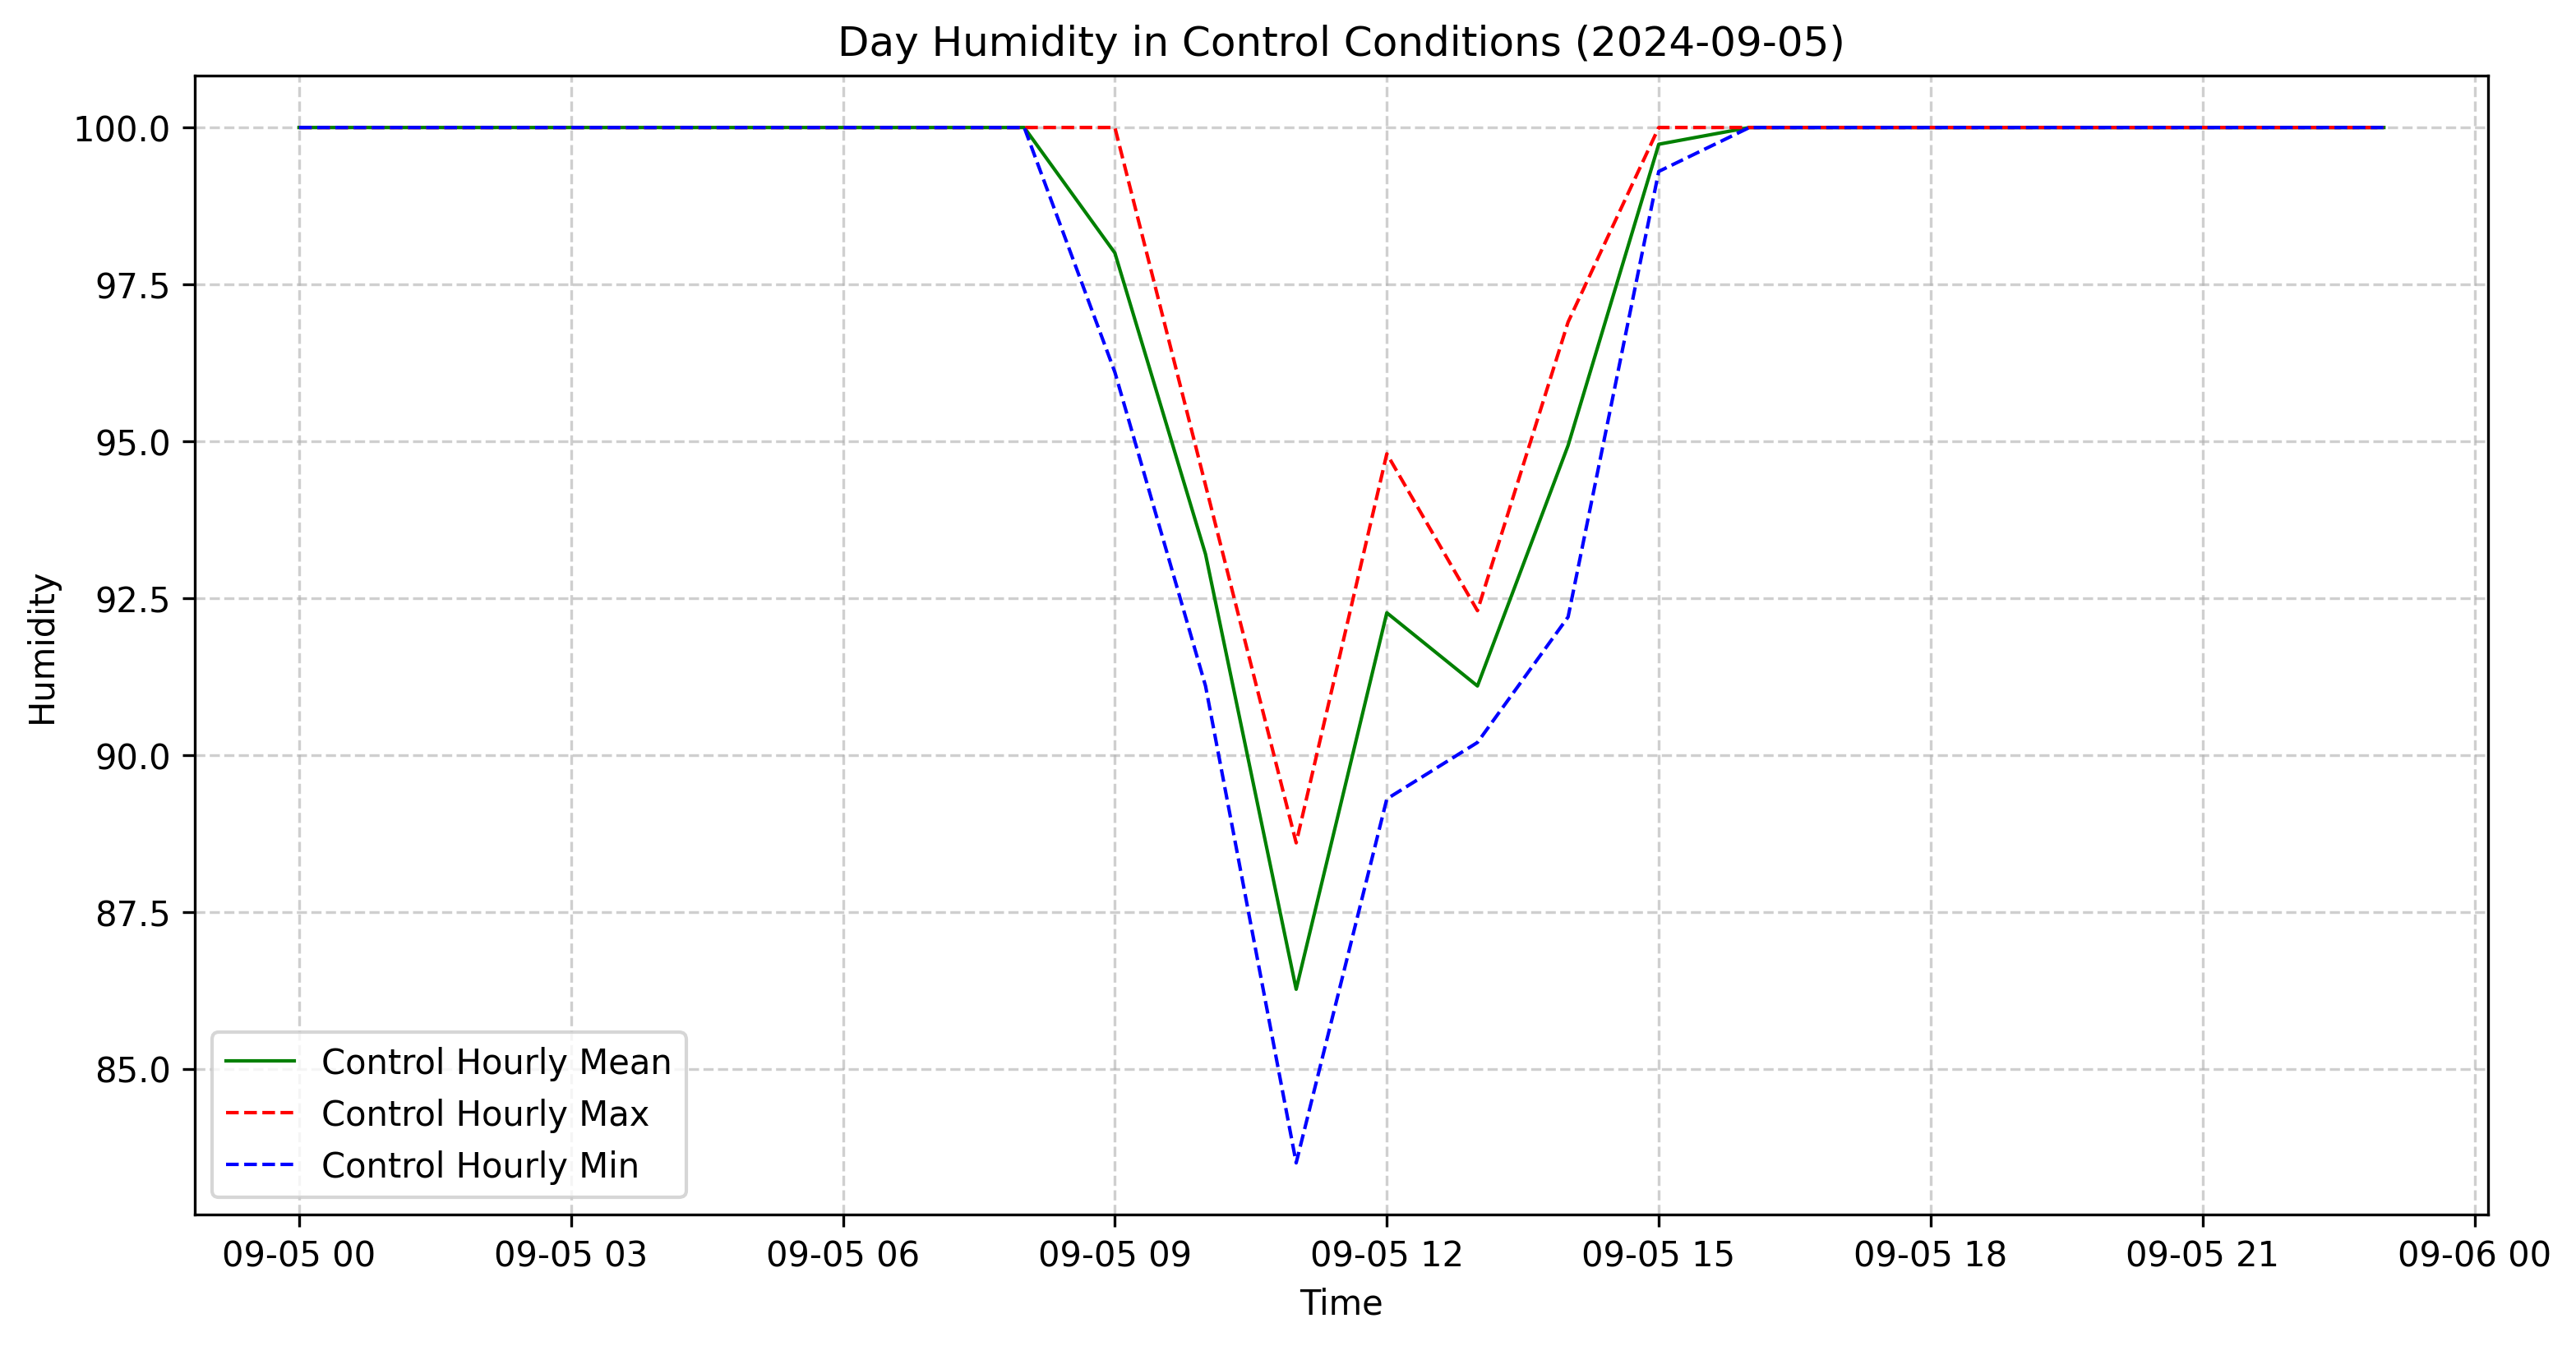 Day Humidity in Control Conditions (2024-09-05)
100.0
97.5
95.0
92.5
90.0
87.5
85.0
Humidity
Control Hourly Mean
Control Hourly Max
Control Hourly Min
09-05 00 09-05 03 09-05 06 09-05 09 09-05 12 09-05 15 09-05 18 09-05 21 09-06 00
Time